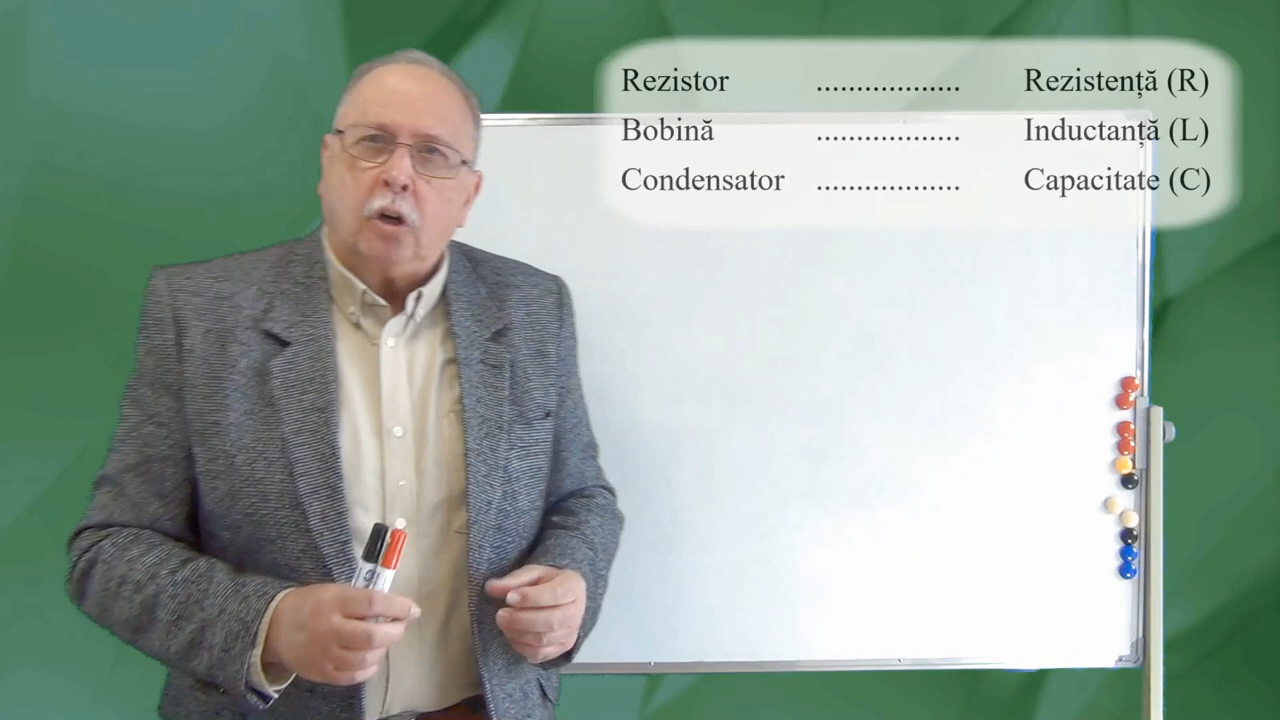 Rezistor .................. Rezistență (R)
Bobină .................. Inductanță (L)
Condensator .................. Capacitate (C)